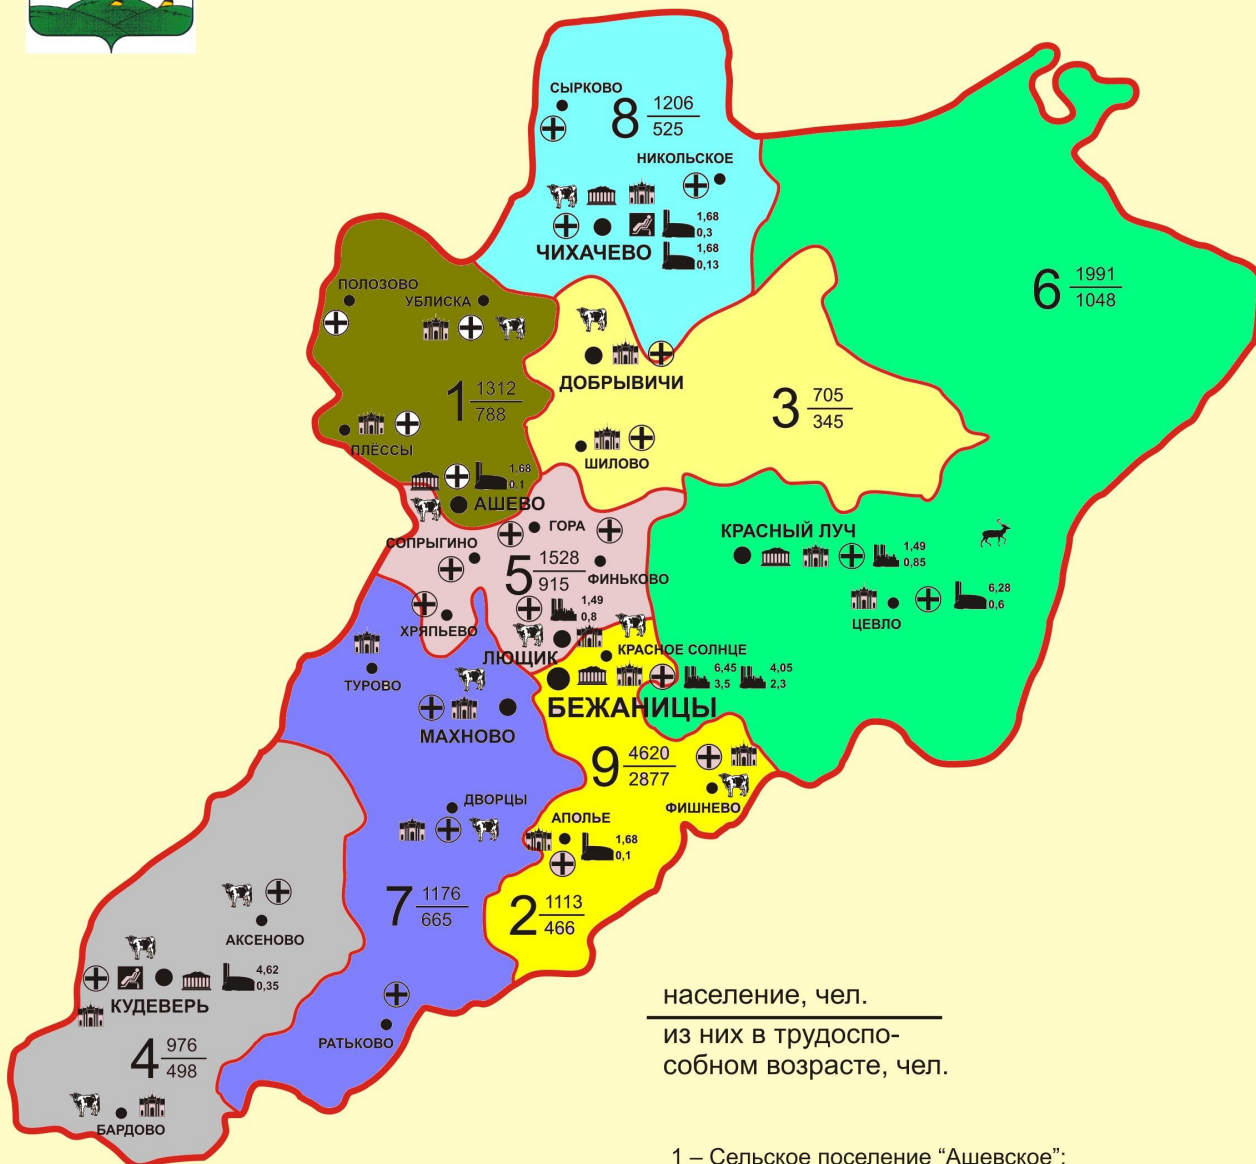 СЫРКОВО
8 1206
525
НИКОЛЬСКОЕ
1,68
0,3
ЧИХАЧЕВО
1,68
0,13
6 1991
1048
ПОЛОЗОВО
УБЛИСКА
1 1312
788
ПЛЁССЫ
1,68
0,1
АШЕВО
ДОБРЫВИЧИ
3 705
345
ШИЛОВО
ГОРА
СОПРЫГИНО
5 1528
915
ФИНЬКОВО
1,49
0,8
ХРЯПЬЕВО
ЛЮЩИК
КРАСНЫЙ ЛУЧ
1,49
0,85
6,28
0,6
ЦЕВЛО
КРАСНОЕ СОЛНЦЕ
6,45
3,5
4,05
2,3
БЕЖАНИЦЫ
ТУРОВО
МАХНОВО
9 4620
2877
ФИШНЕВО
ДВОРЦЫ
АПОЛЬЕ
1,68
0,1
7 1176
665
2 1113
466
АКСЕНОВО
4,62
0,35
КУДЕВЕРЬ
РАТЬКОВО
4 976
498
БАРДОВО
население, чел.
из них в трудоспо-
собном возрасте, чел.
1 – Сельское поселение “Ашевское”;